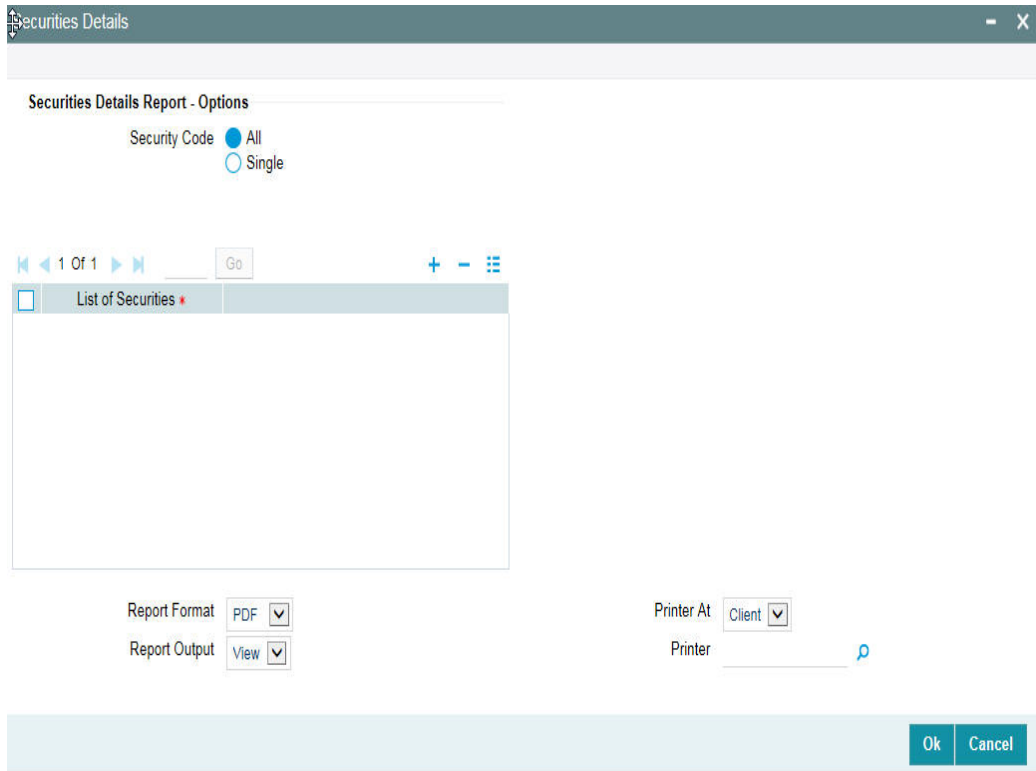 Securities Details
Securities Details Report - Options
Security Code All
Single
1 Of 1 Go
List of Securities *
Report Format PDF
Printer At Client
Report Output View
Printer
Ok Cancel